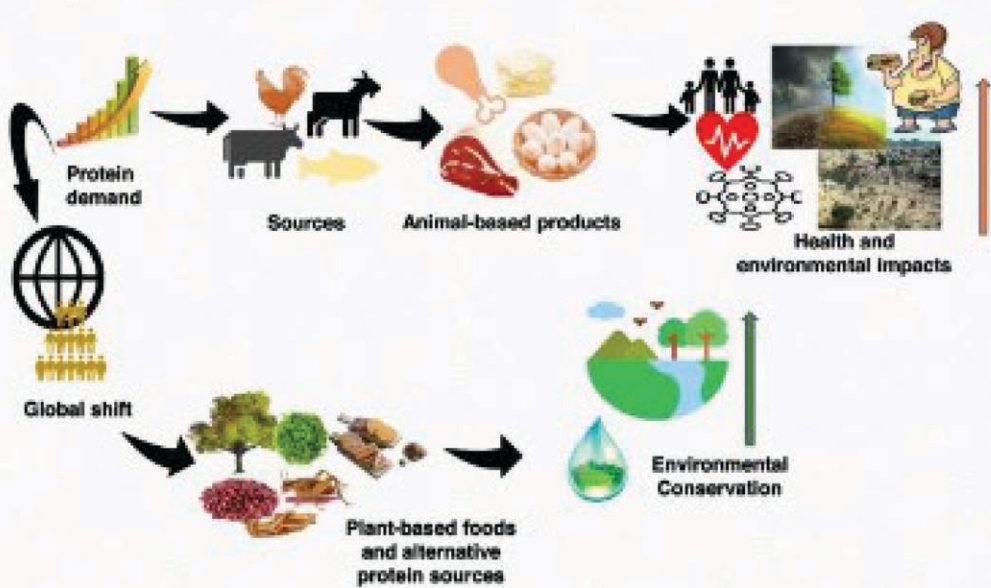 Protein
demand
Sources
Animal-based products
Health and
environmental impacts
Global shift
Plant-based foods
and alternative
protein sources
Environmental
Conservation